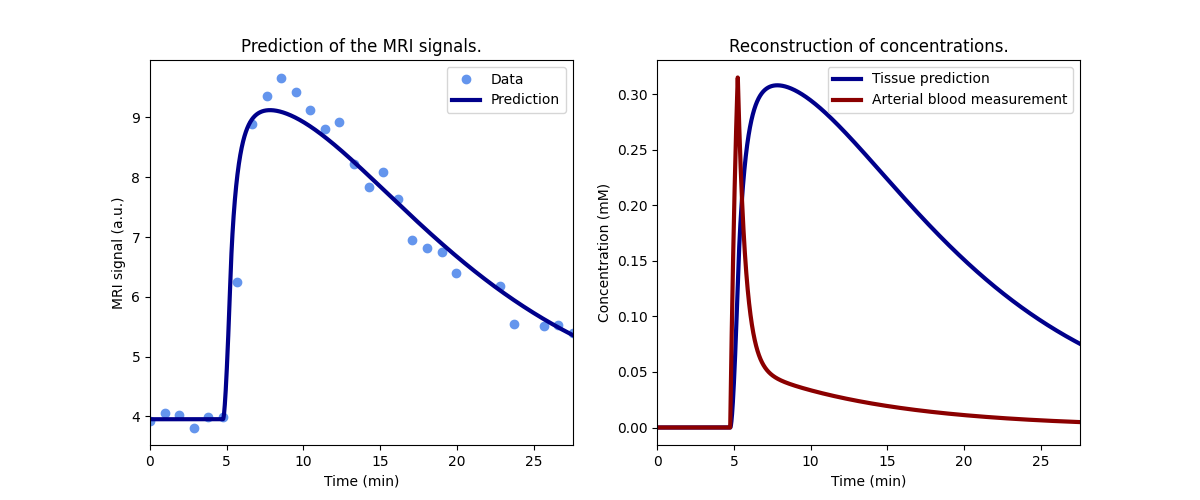 Prediction of the MRI signals.
MRI signal (a.u.)
9
8
7
6
5
4
0 5 10 15 20 25
Time (min)
Data
Prediction
Reconstruction of concentrations.
Concentration (mM)
0.30
0.25
0.20
0.15
0.10
0.05
0.00
0 5 10 15 20 25
Time (min)
Tissue prediction
Arterial blood measurement